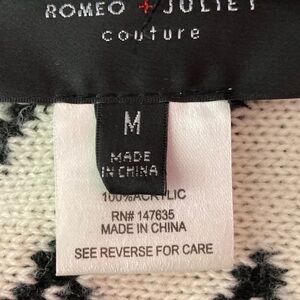 ROMEO + JULIET
couture
M
MADE
IN CHINA
100% ACRYLIC
RN# 147635
MADE IN CHINA
SEE REVERSE FOR CARE